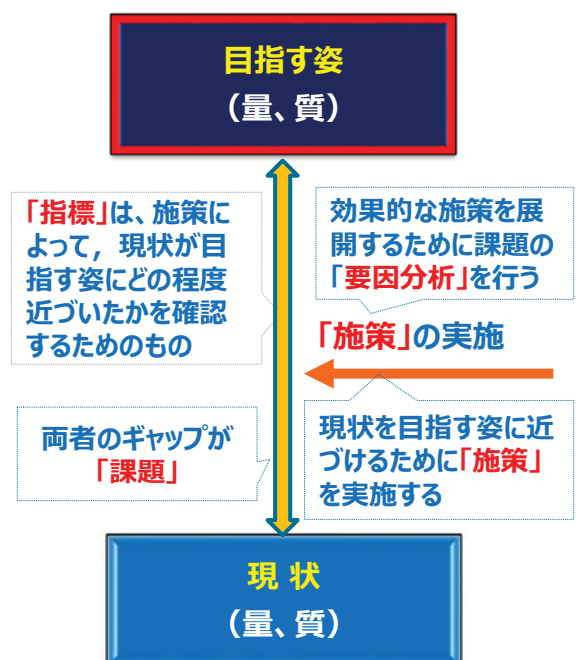 目指す姿
（量、質）
「指標」は、施策に
よって，現状が目
指す姿にどの程度
近づいたかを確認
するためのもの
効果的な施策を展
開するために課題の
「要因分析」を行う
「施策」の実施
両者のギャップが
「課題」
現状を目指す姿に近
づけるために「施策」
を実施する
現 状
（量、質）